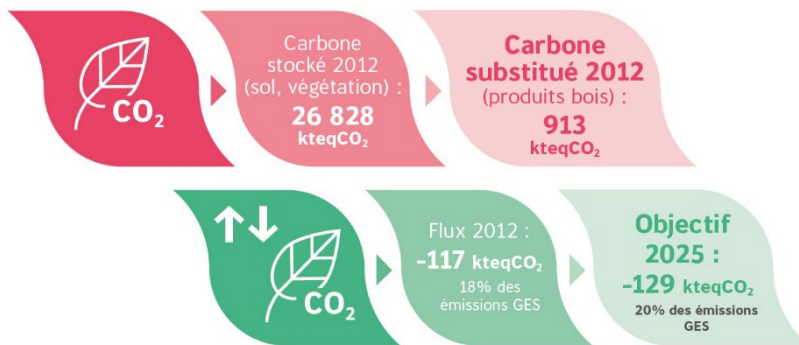 CO₂
Carbone
stocké 2012
(sol, végétation) :
26 828
kteqCO₂
Carbone
substitué 2012
(produits bois) :
913
kteqCO₂
CO₂
Flux 2012 :
-117 kteqCO₂
18% des
émissions GES
Objectif
2025 :
-129 kteqCO₂
20% des émissions
GES